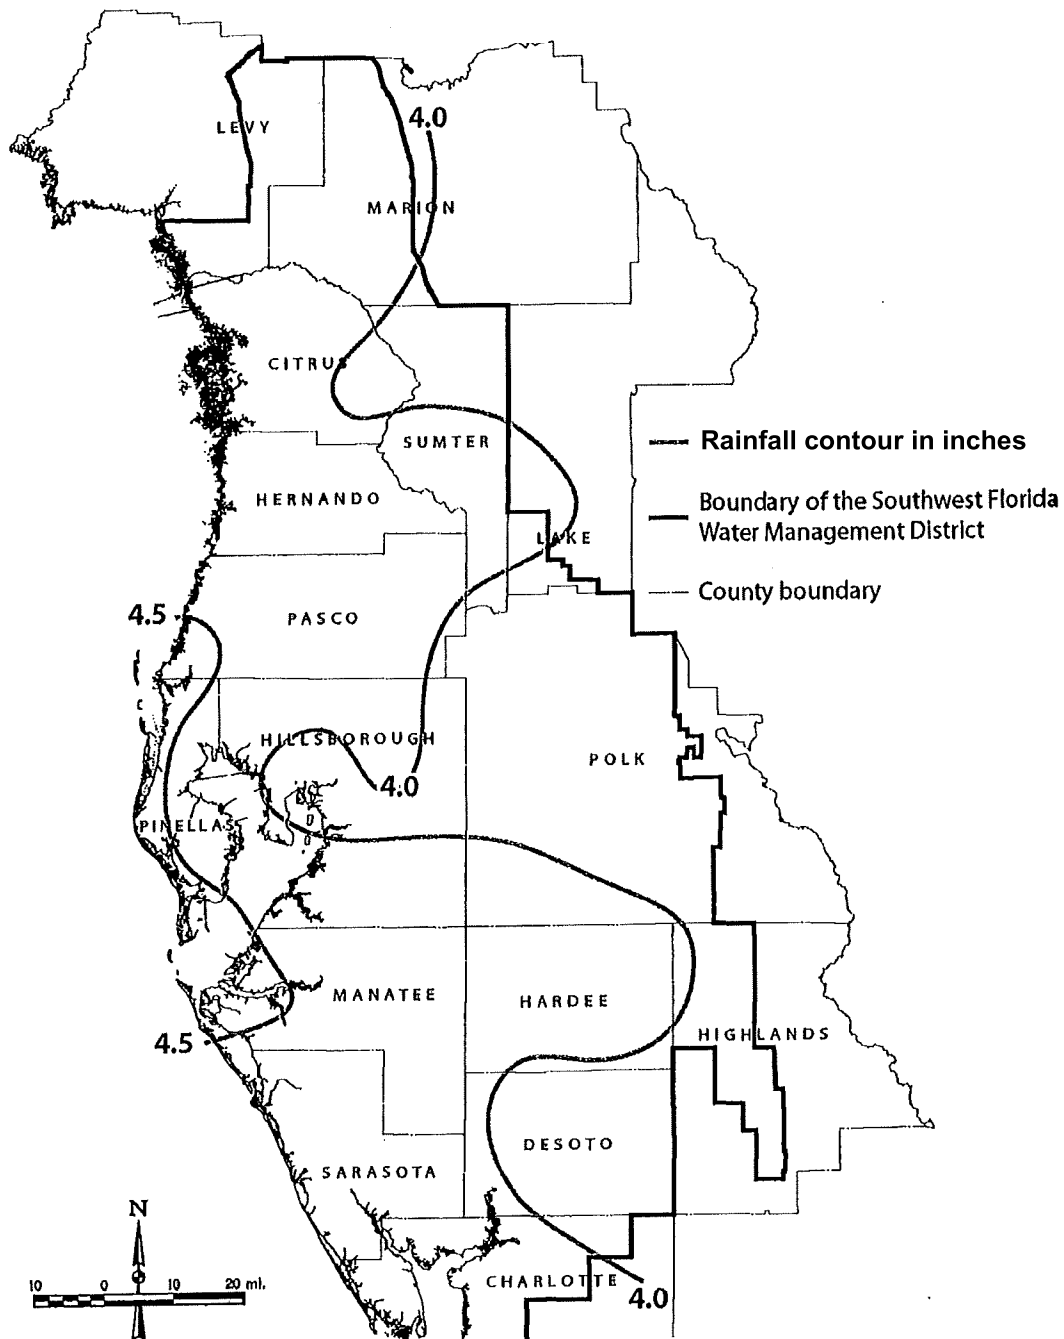 LEVY
4.0
MARION
CITRUS
SUMTER
Rainfall contour in inches
HERNANDO
Boundary of the Southwest Florida
Water Management District
LAKE
County boundary
4.5
PASCO
HILLSBOROUGH
POLK
4.0
PINELLAS
MANATEE
HARDEE
HIGHLANDS
4.5
DESOTO
SARASOTA
N
CHARLOTTE
4.0
10 0 10 20 ml.